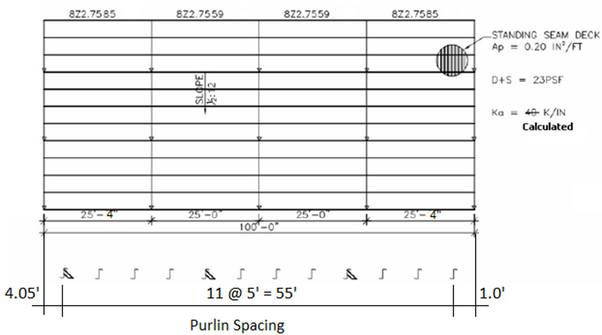 8Z2.7585 8Z2.7559 8Z2.7559 8Z2.7585
STANDING SEAM DECK
Ap = 0.20 IN²/FT
D+S = 23PSF
Ka = 40 K/IN
Calculated
SLOPE
½:12
25'-4" 25'-0" 25'-0" 25'-4"
100'-0"
4.05' 11 @ 5' = 55' 1.0'
Purlin Spacing